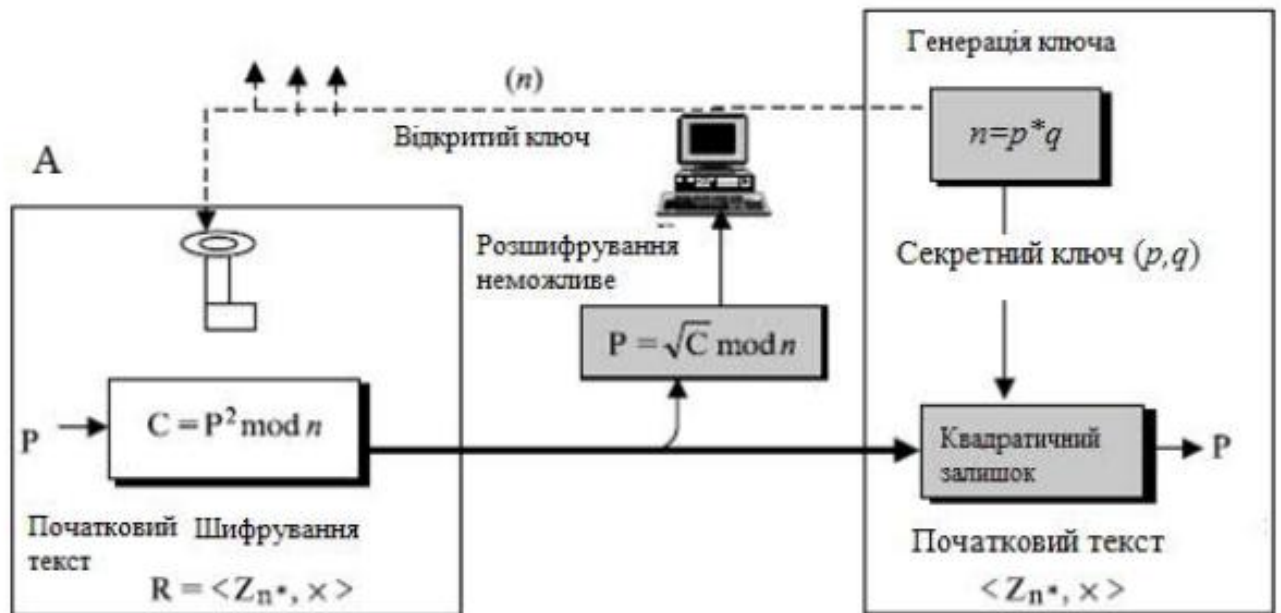 Генерація ключа
(n)
n=p*q
Відкритий ключ
A
Розшифрування
неможливе
Секретний ключ (p,q)
P = √C mod n
P
C = P² mod n
Квадратичний
залишок
P
Початковий Шифрування
текст
Початковий текст
R = < Zn*, × >
< Zn*, × >